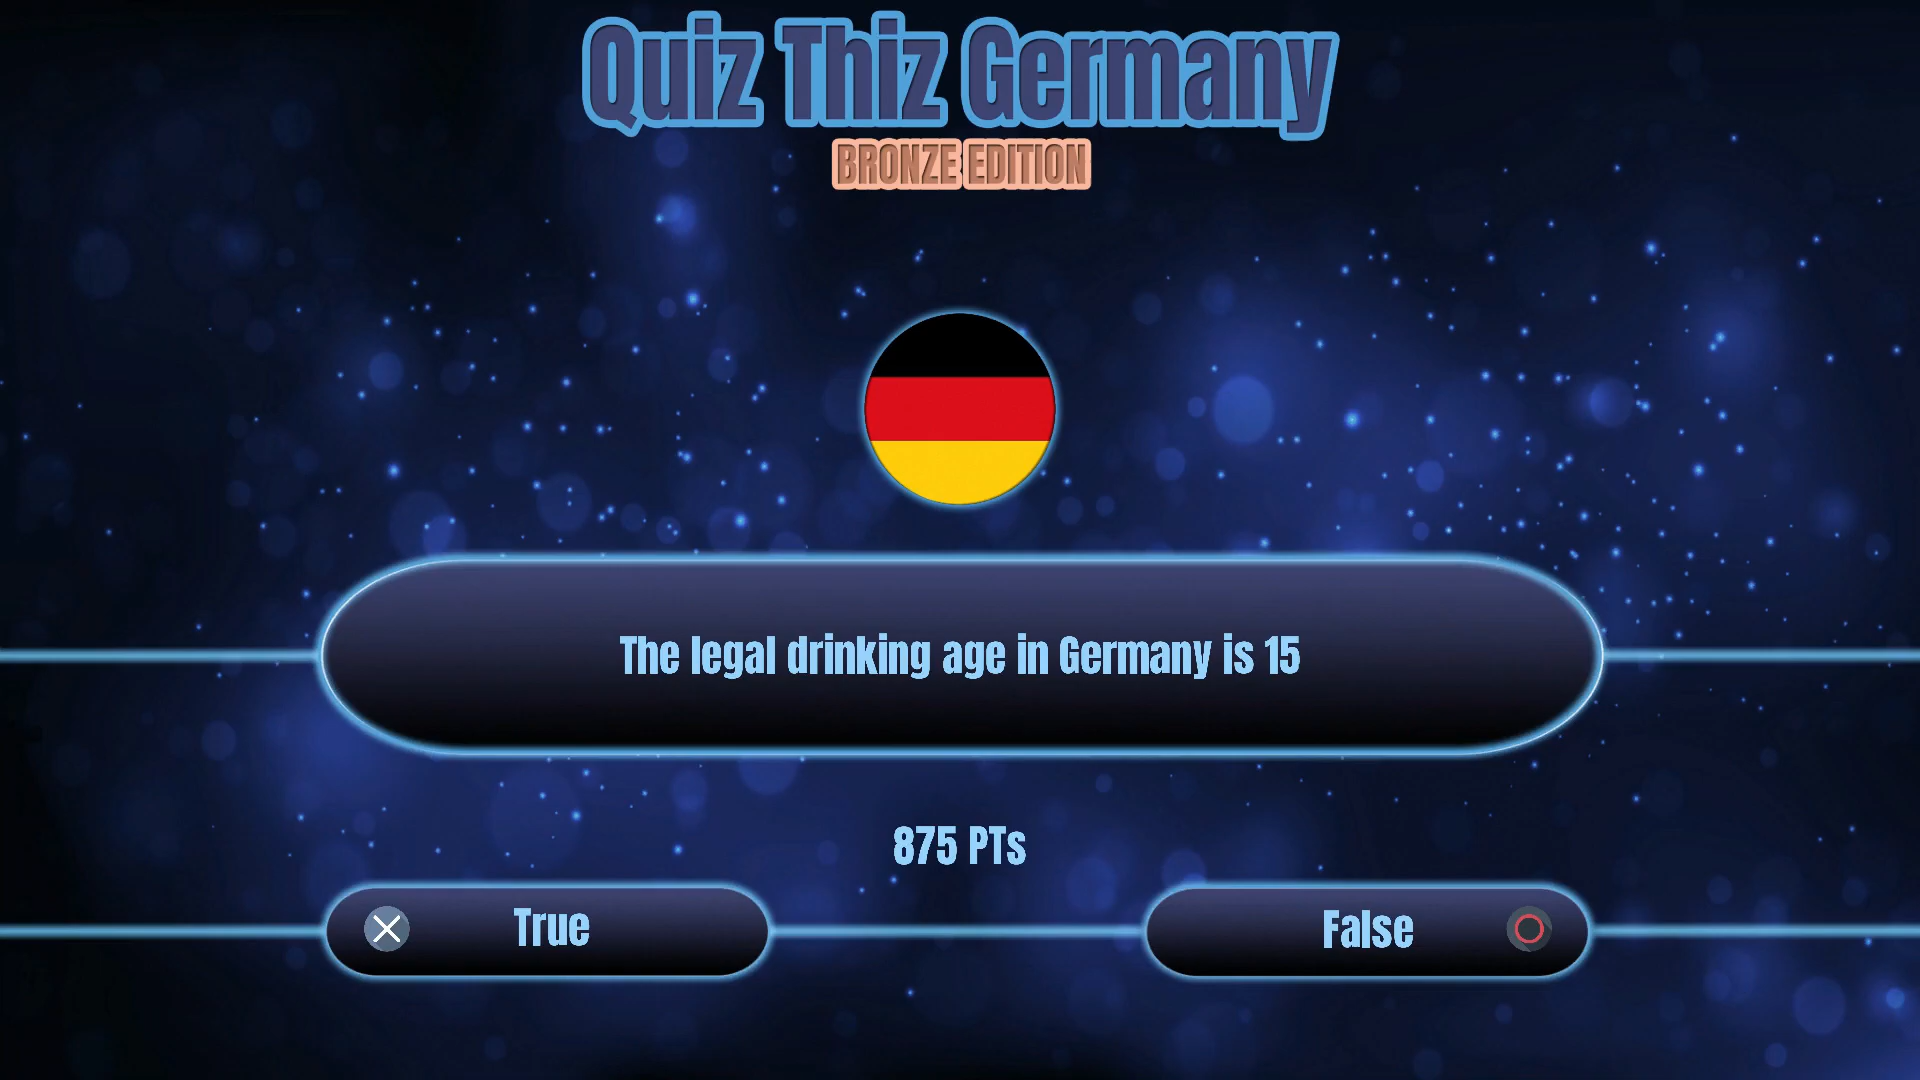 Quiz Thiz Germany
BRONZE EDITION
The legal drinking age in Germany is 15
875 PTs
True
False